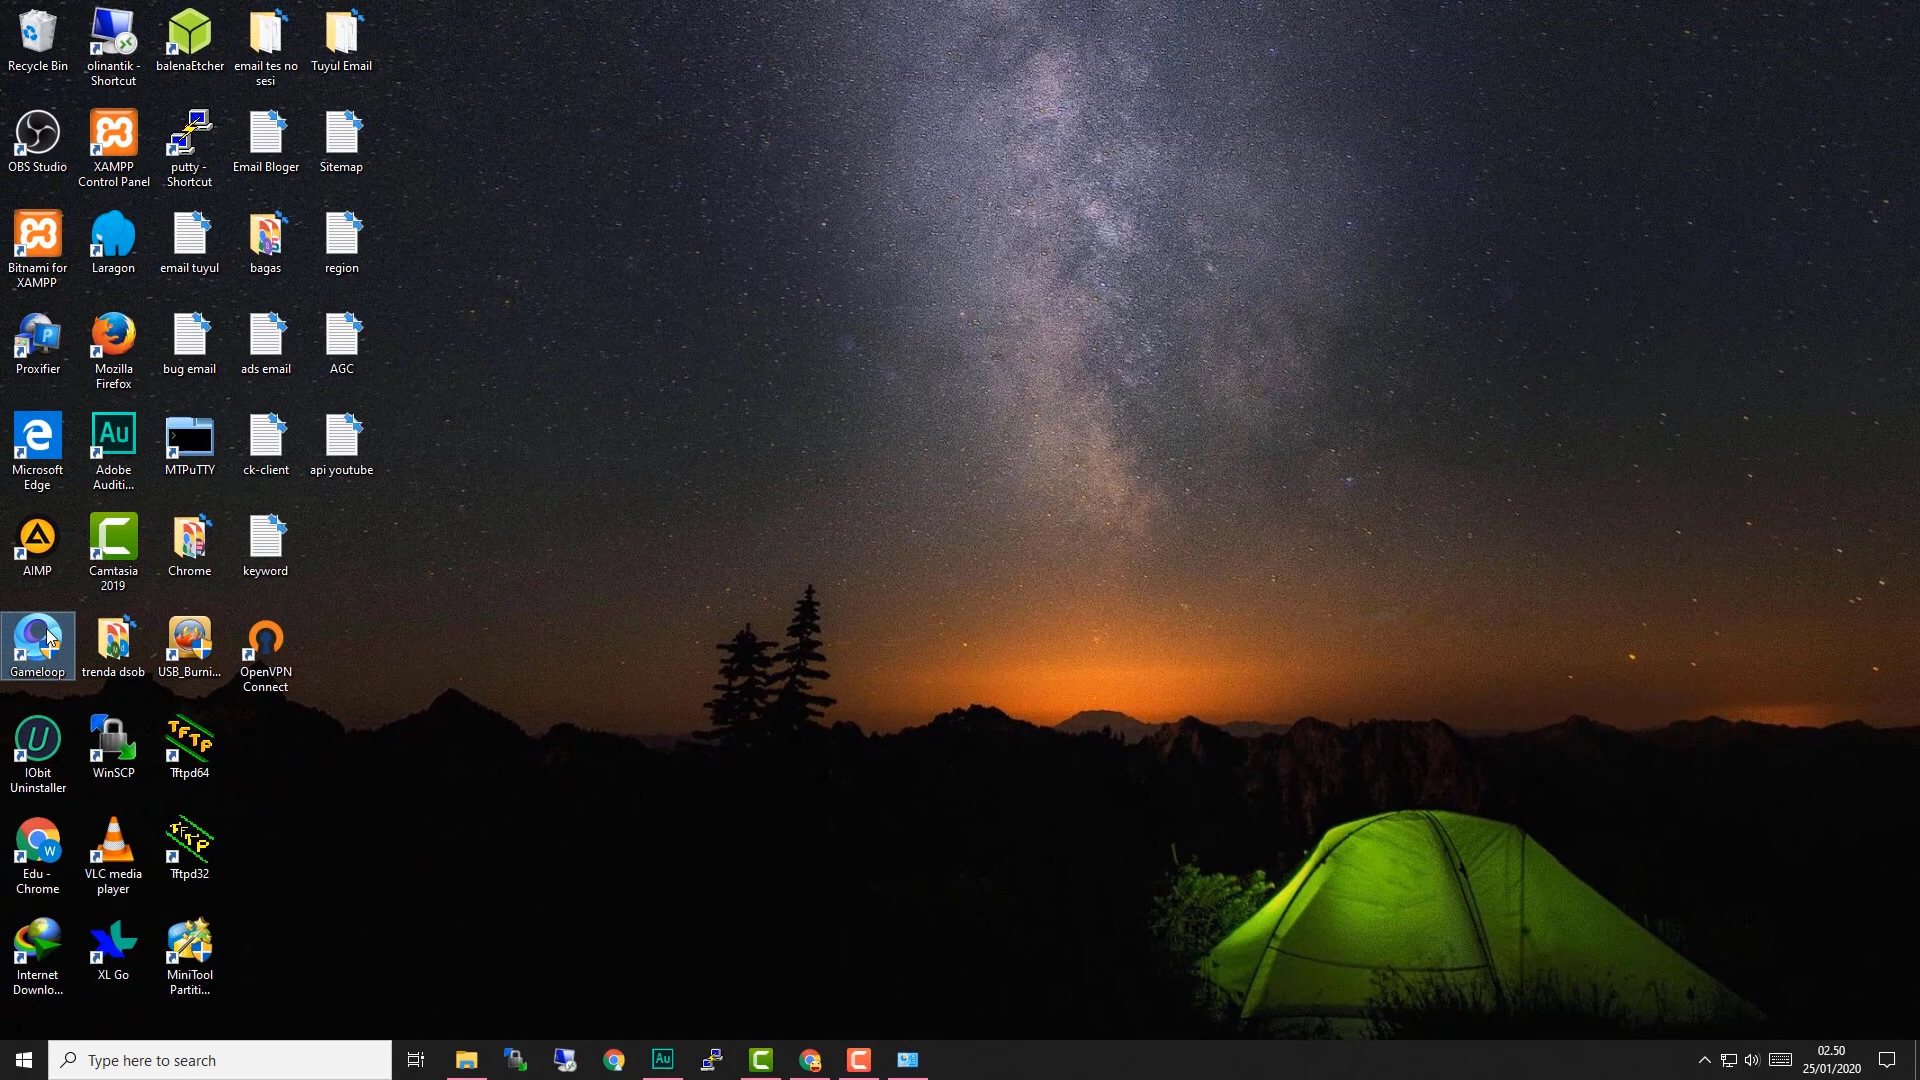 Recycle Bin
olinantik -
Shortcut
balenaEtcher
email tes no
sesi
Tuyul Email
OBS Studio
XAMPP
Control Panel
putty -
Shortcut
Email Bloger
Sitemap
Bitnami for
XAMPP
Laragon
email tuyul
bagas
region
Proxifier
Mozilla
Firefox
bug email
ads email
AGC
Microsoft
Edge
Au
Adobe
Auditi...
MTPuTTY
ck-client
api youtube
AIMP
Camtasia
2019
Chrome
keyword
Gameloop
trenda dsob
USB_Burni...
OpenVPN
Connect
IObit
Uninstaller
WinSCP
TFTP
Tftpd64
W
Edu -
Chrome
VLC media
player
TFTP
Tftpd32
Internet
Downlo...
XL Go
MiniTool
Partiti...
Type here to search
Au
02.50
25/01/2020